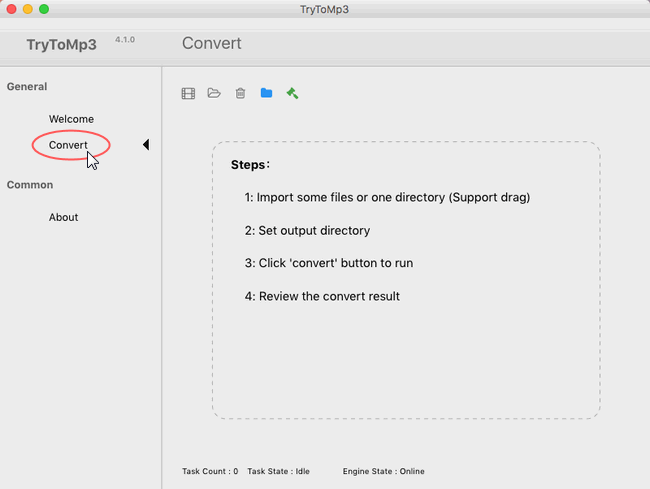 TryToMp3
TryToMp3 4.1.0
Convert
General
Welcome
Convert
Common
About
Steps:
1: Import some files or one directory (Support drag)
2: Set output directory
3: Click 'convert' button to run
4: Review the convert result
Task Count : 0 Task State : Idle Engine State : Online